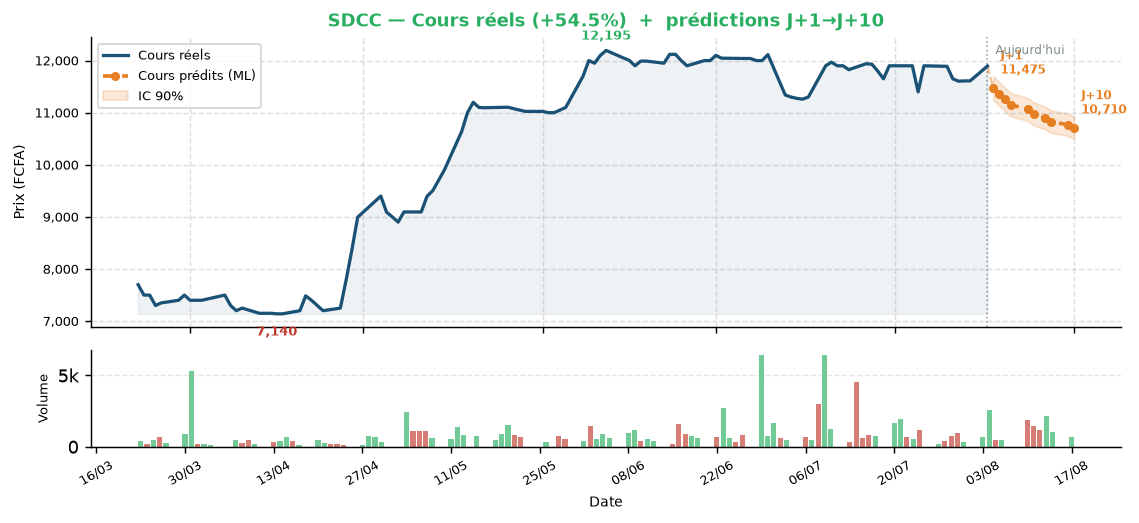 SDCC — Cours réels (+54.5%)  +  prédictions J+1→J+10
12,195
Aujourd'hui
J+1
11,475
J+10
10,710
7,140
Cours réels
Cours prédits (ML)
IC 90%
Prix (FCFA)
12,000
11,000
10,000
9,000
8,000
7,000
Volume
5k
0
16/03
30/03
13/04
27/04
11/05
25/05
08/06
22/06
06/07
20/07
03/08
17/08
Date